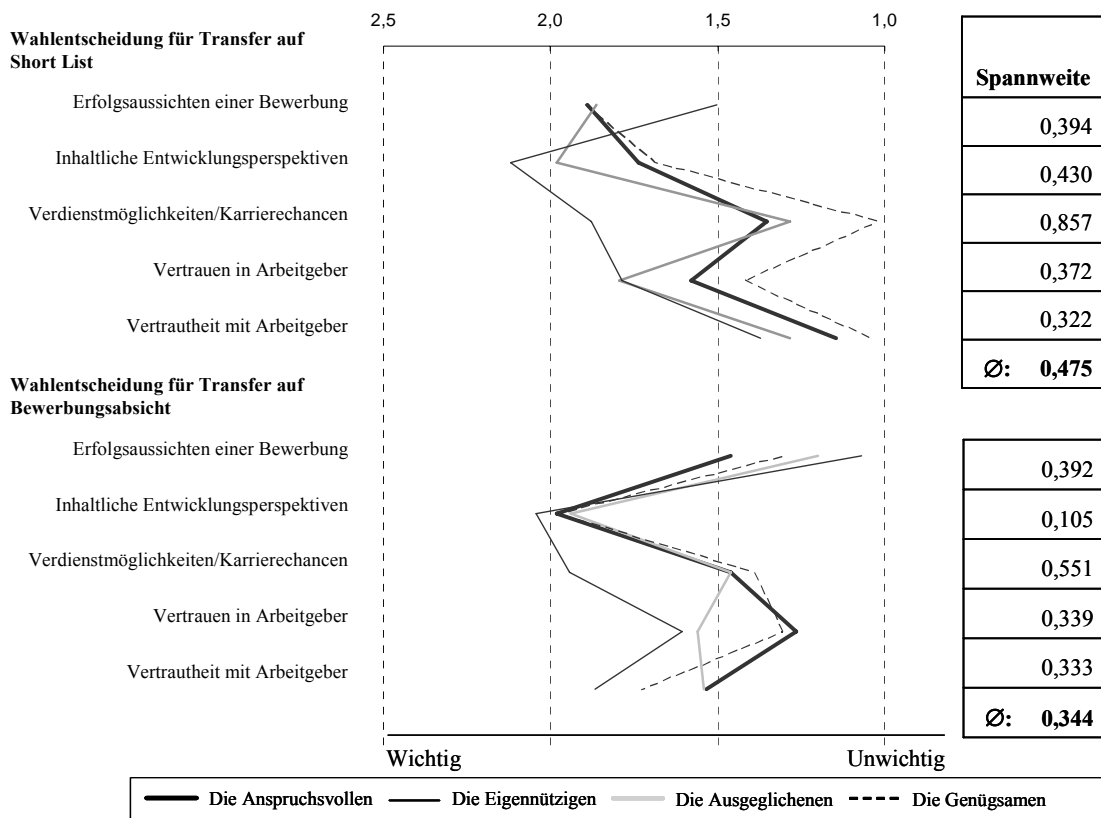 2,5 2,0 1,5 1,0
Wahlentscheidung für Transfer auf
Short List
Spannweite
Erfolgsaussichten einer Bewerbung 0,394
Inhaltliche Entwicklungsperspektiven 0,430
Verdienstmöglichkeiten/Karrierechancen 0,857
Vertrauen in Arbeitgeber 0,372
Vertrautheit mit Arbeitgeber 0,322
Ø: 0,475
Wahlentscheidung für Transfer auf
Bewerbungsabsicht
Erfolgsaussichten einer Bewerbung 0,392
Inhaltliche Entwicklungsperspektiven 0,105
Verdienstmöglichkeiten/Karrierechancen 0,551
Vertrauen in Arbeitgeber 0,339
Vertrautheit mit Arbeitgeber 0,333
Ø: 0,344
Wichtig Unwichtig
Die Anspruchsvollen Die Eigennützigen Die Ausgeglichenen Die Genügsamen